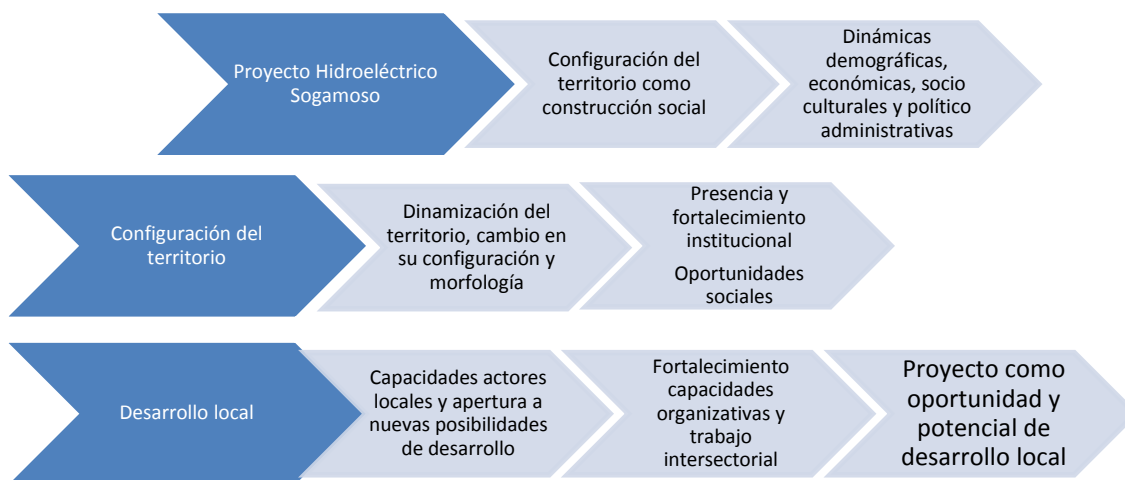 Proyecto Hidroeléctrico
Sogamoso
Configuración del
territorio como
construcción social
Dinámicas
demográficas,
económicas, socio
culturales y político
administrativas
Configuración del
territorio
Dinamización del
territorio, cambio en
su configuración y
morfología
Presencia y
fortalecimiento
institucional
Oportunidades
sociales
Desarrollo local
Capacidades actores
locales y apertura a
nuevas posibilidades
de desarrollo
Fortalecimiento
capacidades
organizativas y
trabajo
intersectorial
Proyecto como
oportunidad y
potencial de
desarrollo local